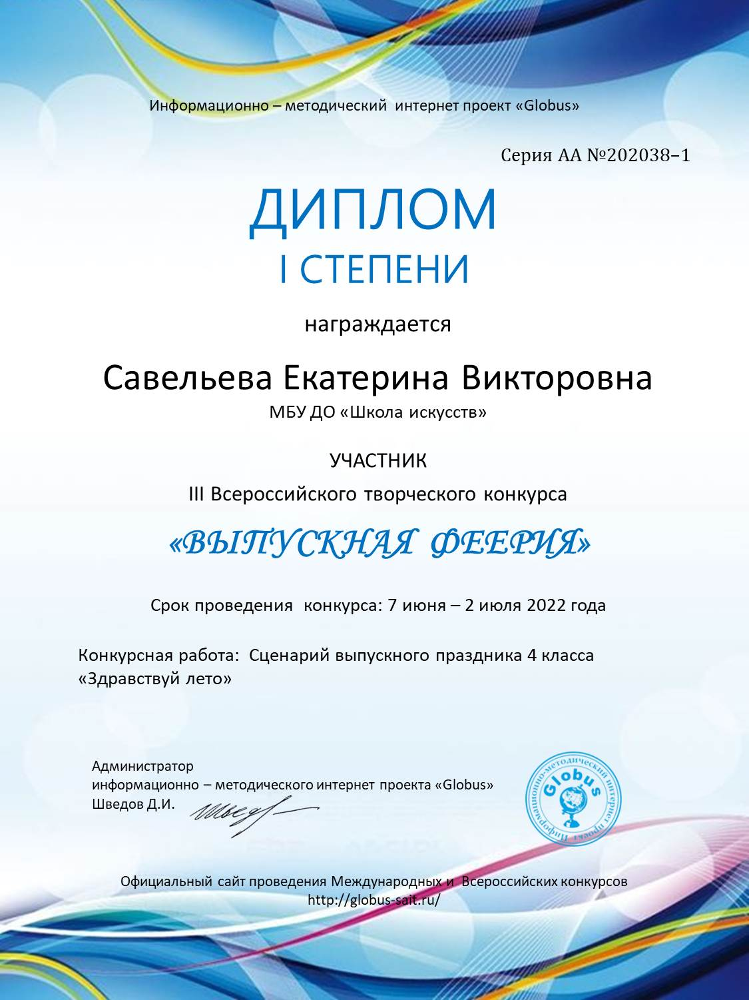 Информационно – методический интернет проект «Globus»
Серия АА №202038–1
ДИПЛОМ
I СТЕПЕНИ
награждается
Савельева Екатерина Викторовна
МБУ ДО «Школа искусств»
УЧАСТНИК
III Всероссийского творческого конкурса
«ВЫПУСКНАЯ ФЕЕРИЯ»
Срок проведения конкурса: 7 июня – 2 июля 2022 года
Конкурсная работа: Сценарий выпускного праздника 4 класса
«Здравствуй лето»
Администратор
информационно – методического интернет проекта «Globus»
Шведов Д.И.
Информационно-методический интернет проект
Globus
Официальный сайт проведения Международных и Всероссийских конкурсов
http://globus-sait.ru/